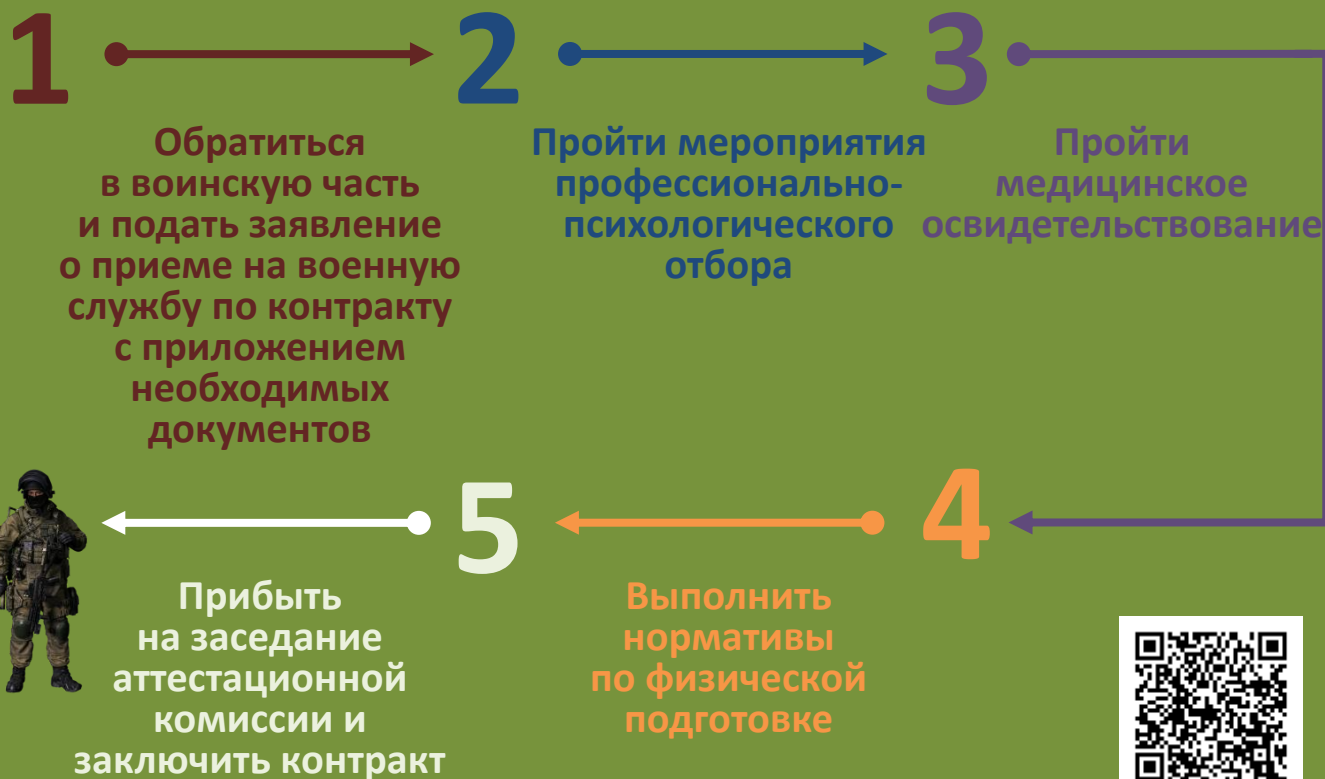 1
2
3
Обратиться
в воинскую часть
и подать заявление
о приеме на военную
службу по контракту
с приложением
необходимых
документов
Пройти мероприятия
профессионально-
психологического
отбора
Пройти
медицинское
освидетельствование
4
Выполнить
нормативы
по физической
подготовке
5
Прибыть
на заседание
аттестационной
комиссии и
заключить контракт